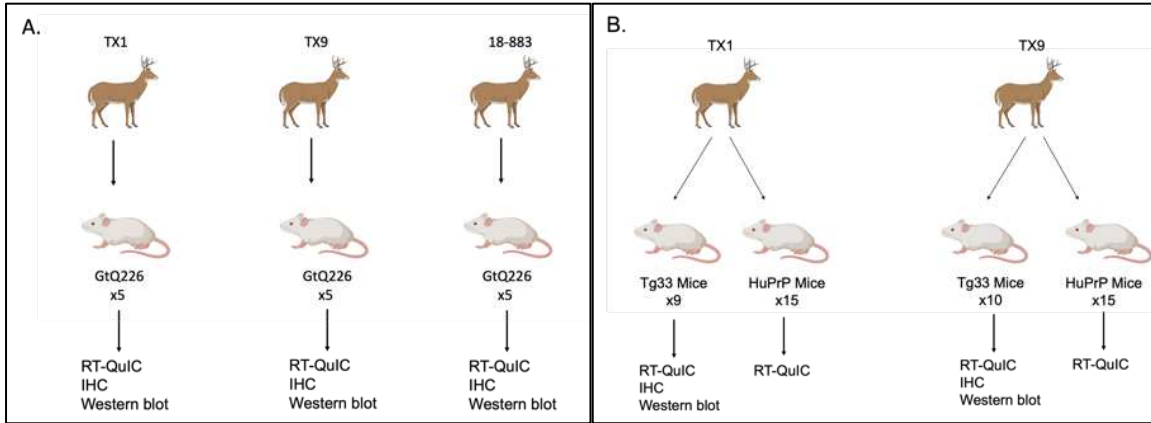 A.
TX1
TX9
18-883
GtQ226
x5
GtQ226
x5
GtQ226
x5
RT-QuIC
IHC
Western blot
RT-QuIC
IHC
Western blot
RT-QuIC
IHC
Western blot
B.
TX1
TX9
Tg33 Mice
x9
HuPrP Mice
x15
Tg33 Mice
x10
HuPrP Mice
x15
RT-QuIC
IHC
Western blot
RT-QuIC
RT-QuIC
IHC
Western blot
RT-QuIC